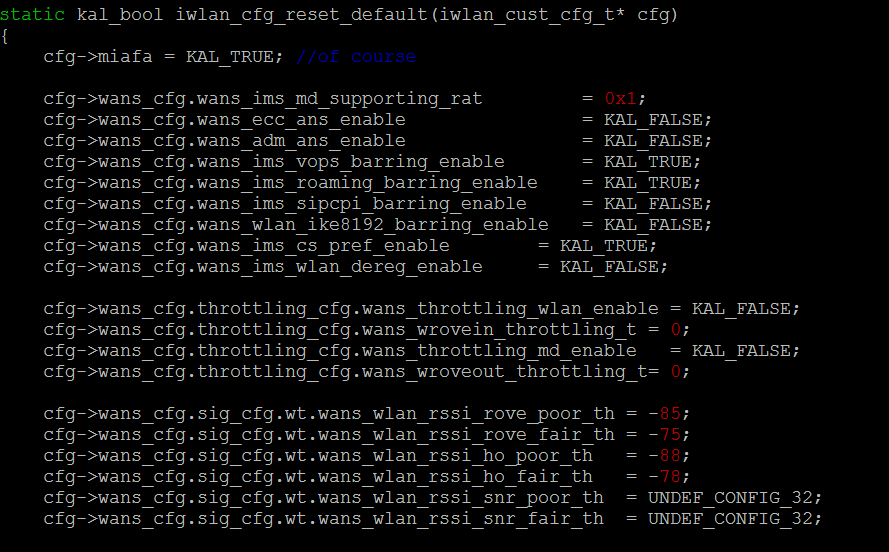 static kal_bool iwlan_cfg_reset_default(iwlan_cust_cfg_t* cfg)
{
    cfg->miafa = KAL_TRUE; //of course

    cfg->wans_cfg.wans_ims_md_supporting_rat         = 0x1;
    cfg->wans_cfg.wans_ecc_ans_enable                = KAL_FALSE;
    cfg->wans_cfg.wans_adm_ans_enable                = KAL_FALSE;
    cfg->wans_cfg.wans_ims_vops_barring_enable       = KAL_TRUE;
    cfg->wans_cfg.wans_ims_roaming_barring_enable    = KAL_TRUE;
    cfg->wans_cfg.wans_ims_sipcpi_barring_enable     = KAL_FALSE;
    cfg->wans_cfg.wans_wlan_ike8192_barring_enable   = KAL_FALSE;
    cfg->wans_cfg.wans_ims_cs_pref_enable        = KAL_TRUE;
    cfg->wans_cfg.wans_ims_wlan_dereg_enable     = KAL_FALSE;

    cfg->wans_cfg.throttling_cfg.wans_throttling_wlan_enable = KAL_FALSE;
    cfg->wans_cfg.throttling_cfg.wans_wrovein_throttling_t = 0;
    cfg->wans_cfg.throttling_cfg.wans_throttling_md_enable   = KAL_FALSE;
    cfg->wans_cfg.throttling_cfg.wans_wroveout_throttling_t= 0;

    cfg->wans_cfg.sig_cfg.wt.wans_wlan_rssi_rove_poor_th = -85;
    cfg->wans_cfg.sig_cfg.wt.wans_wlan_rssi_rove_fair_th = -75;
    cfg->wans_cfg.sig_cfg.wt.wans_wlan_rssi_ho_poor_th   = -88;
    cfg->wans_cfg.sig_cfg.wt.wans_wlan_rssi_ho_fair_th   = -78;
    cfg->wans_cfg.sig_cfg.wt.wans_wlan_rssi_snr_poor_th  = UNDEF_CONFIG_32;
    cfg->wans_cfg.sig_cfg.wt.wans_wlan_rssi_snr_fair_th  = UNDEF_CONFIG_32;